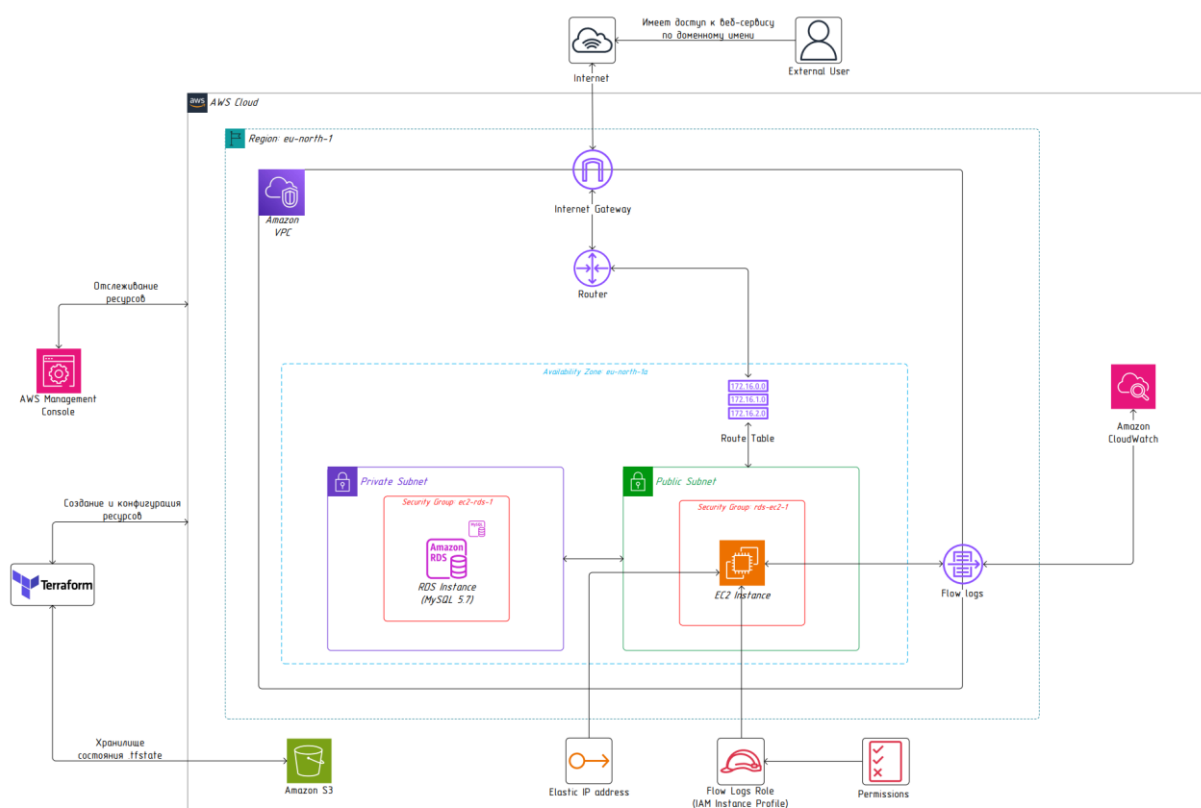 Имеет доступ к веб-сервису
по доменному имени
Internet
External User
aws
AWS Cloud
Region: eu-north-1
Amazon
VPC
Internet Gateway
Router
Отслеживание
ресурсов
AWS Management
Console
Availability Zone: eu-north-1a
172.16.0.0
172.16.1.0
172.16.2.0
Route Table
Amazon
CloudWatch
Private Subnet
Public Subnet
Security Group: ec2-rds-1
Security Group: rds-ec2-1
MySQL
Amazon
RDS
RDS Instance
(MySQL 5.7)
EC2 Instance
Flow logs
Создание и конфигурация
ресурсов
Terraform
Хранилище
состояния .tfstate
Amazon S3
Elastic IP address
Flow Logs Role
(IAM Instance Profile)
Permissions